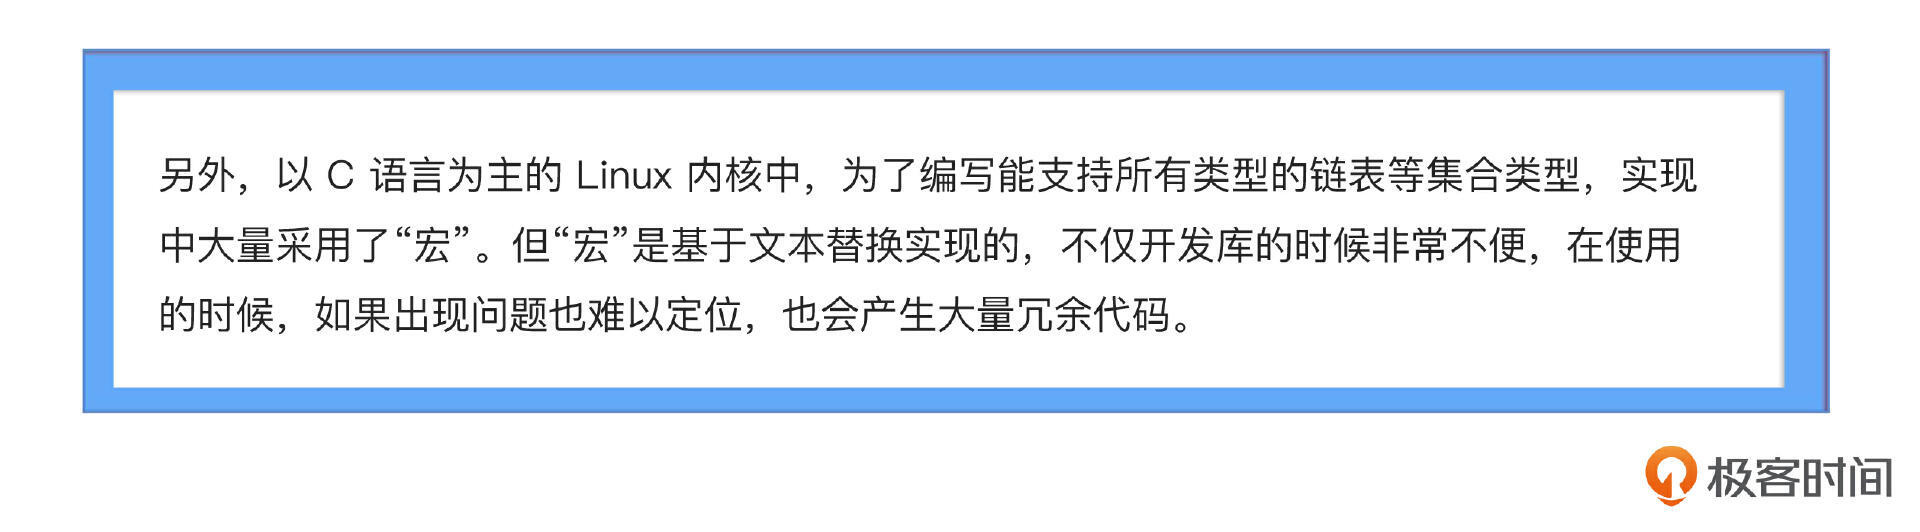 另外，以 C 语言为主的 Linux 内核中，为了编写能支持所有类型的链表等集合类型，实现
中大量采用了“宏”。但“宏”是基于文本替换实现的，不仅开发库的时候非常不便，在使用
的时候，如果出现问题也难以定位，也会产生大量冗余代码。
极客时间